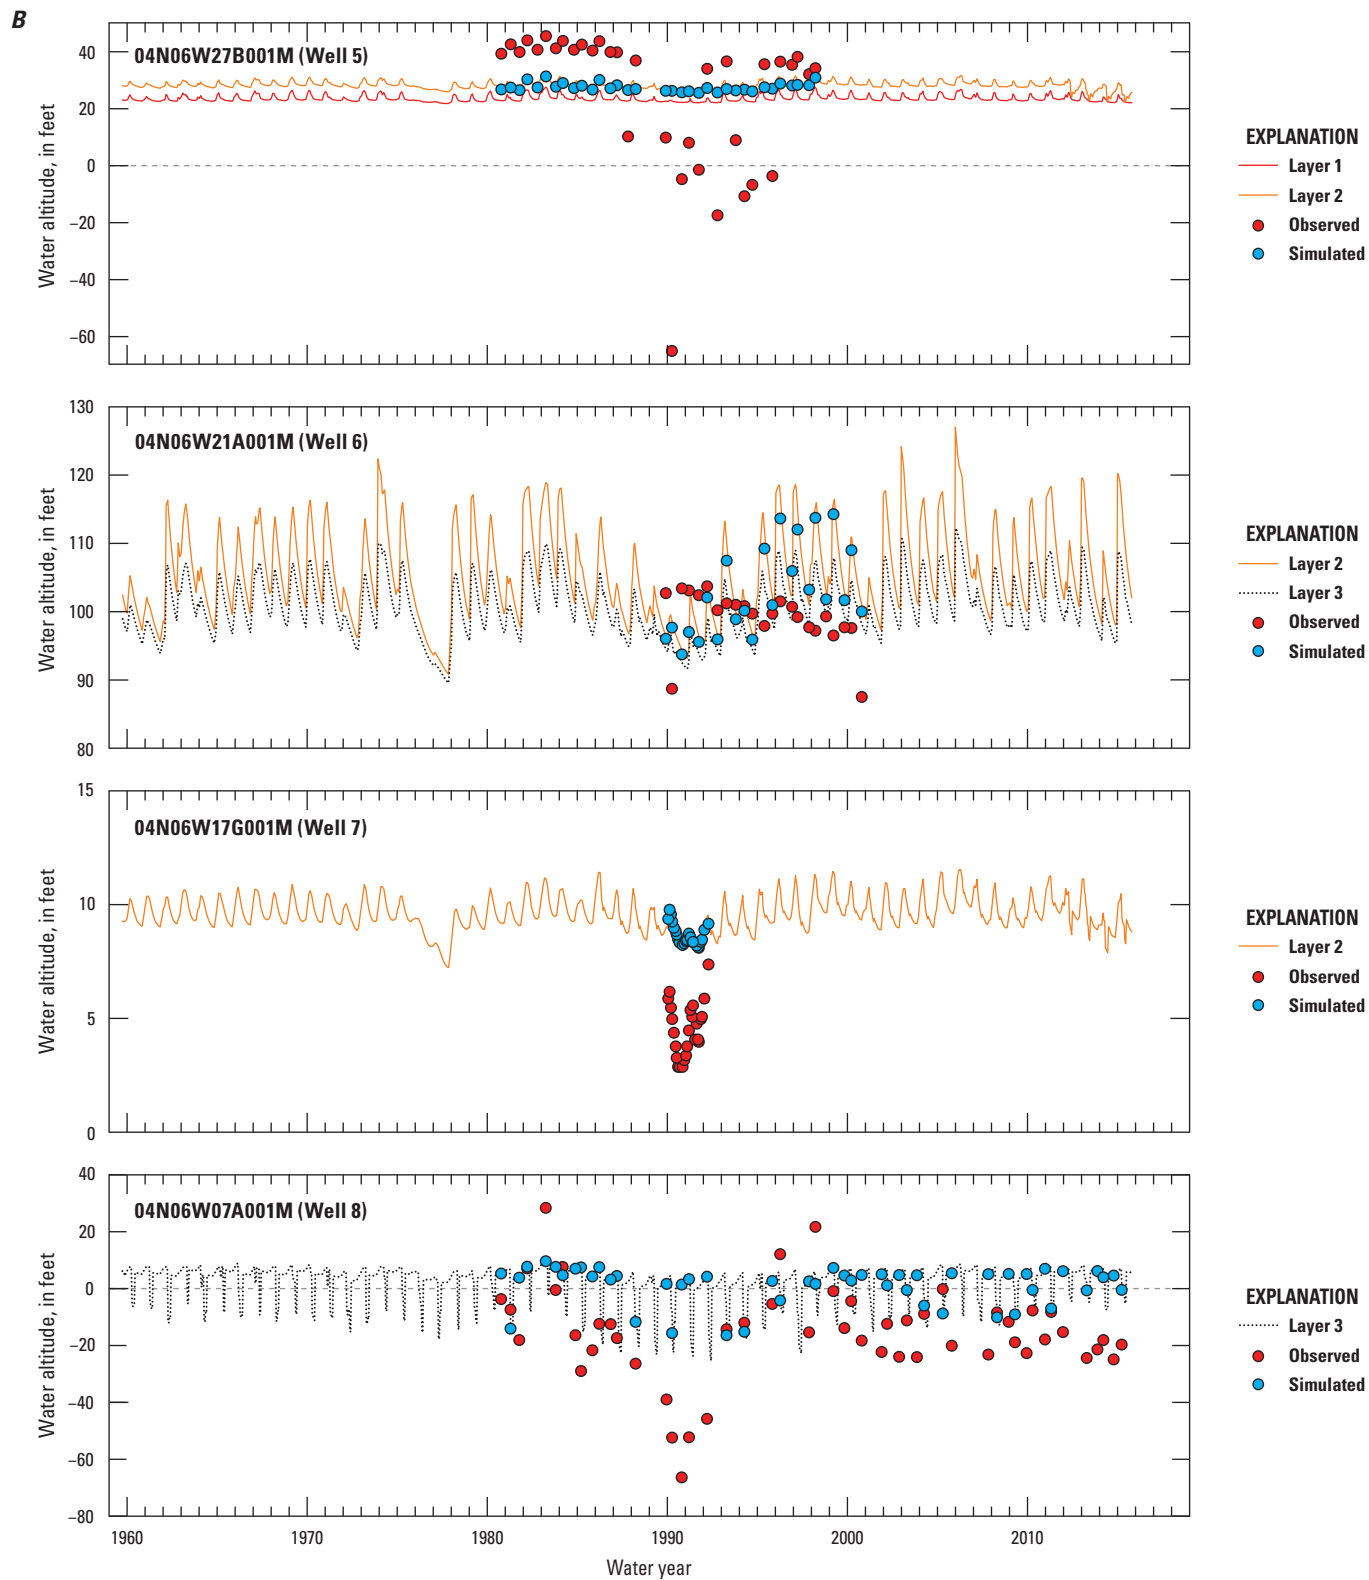 B
04N06W27B001M (Well 5)
Water altitude, in feet
40
20
0
−20
−40
−60
EXPLANATION
Layer 1
Layer 2
Observed
Simulated
04N06W21A001M (Well 6)
Water altitude, in feet
130
120
110
100
90
80
EXPLANATION
Layer 2
Layer 3
Observed
Simulated
04N06W17G001M (Well 7)
Water altitude, in feet
15
10
5
0
EXPLANATION
Layer 2
Observed
Simulated
04N06W07A001M (Well 8)
Water altitude, in feet
40
20
0
−20
−40
−60
−80
EXPLANATION
Layer 3
Observed
Simulated
1960 1970 1980 1990 2000 2010
Water year